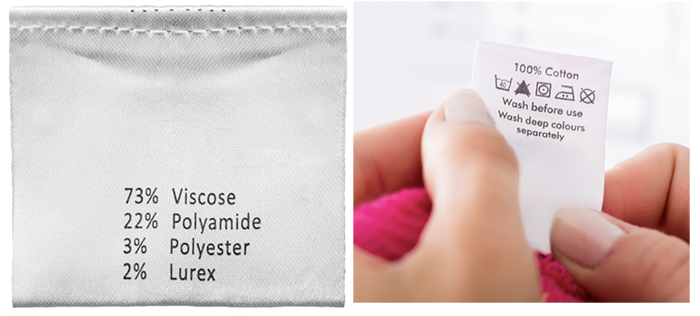 73% Viscose
22% Polyamide
3% Polyester
2% Lurex
100% Cotton
Wash before use
Wash deep colours
separately